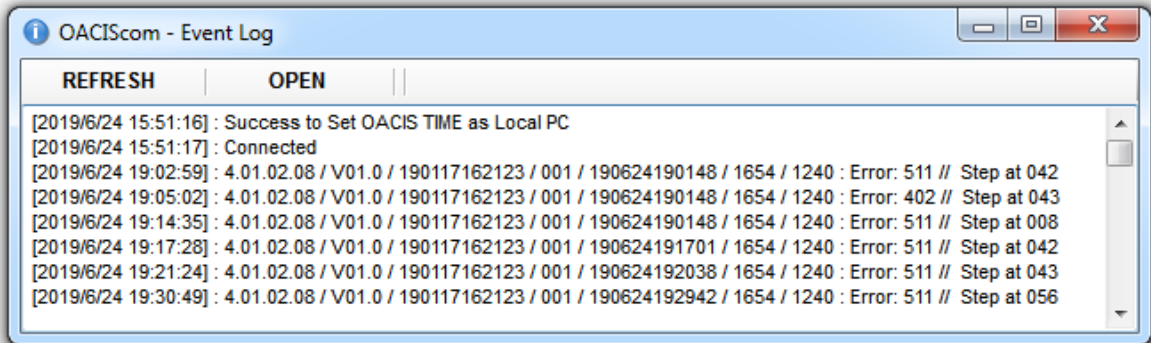 OACIScom - Event Log
REFRESH OPEN
[2019/6/24 15:51:16] : Success to Set OACIS TIME as Local PC
[2019/6/24 15:51:17] : Connected
[2019/6/24 19:02:59] : 4.01.02.08 / V01.0 / 190117162123 / 001 / 190624190148 / 1654 / 1240 : Error: 511 // Step at 042
[2019/6/24 19:05:02] : 4.01.02.08 / V01.0 / 190117162123 / 001 / 190624190148 / 1654 / 1240 : Error: 402 // Step at 043
[2019/6/24 19:14:35] : 4.01.02.08 / V01.0 / 190117162123 / 001 / 190624190148 / 1654 / 1240 : Error: 511 // Step at 008
[2019/6/24 19:17:28] : 4.01.02.08 / V01.0 / 190117162123 / 001 / 190624191701 / 1654 / 1240 : Error: 511 // Step at 042
[2019/6/24 19:21:24] : 4.01.02.08 / V01.0 / 190117162123 / 001 / 190624192038 / 1654 / 1240 : Error: 511 // Step at 043
[2019/6/24 19:30:49] : 4.01.02.08 / V01.0 / 190117162123 / 001 / 190624192942 / 1654 / 1240 : Error: 511 // Step at 056